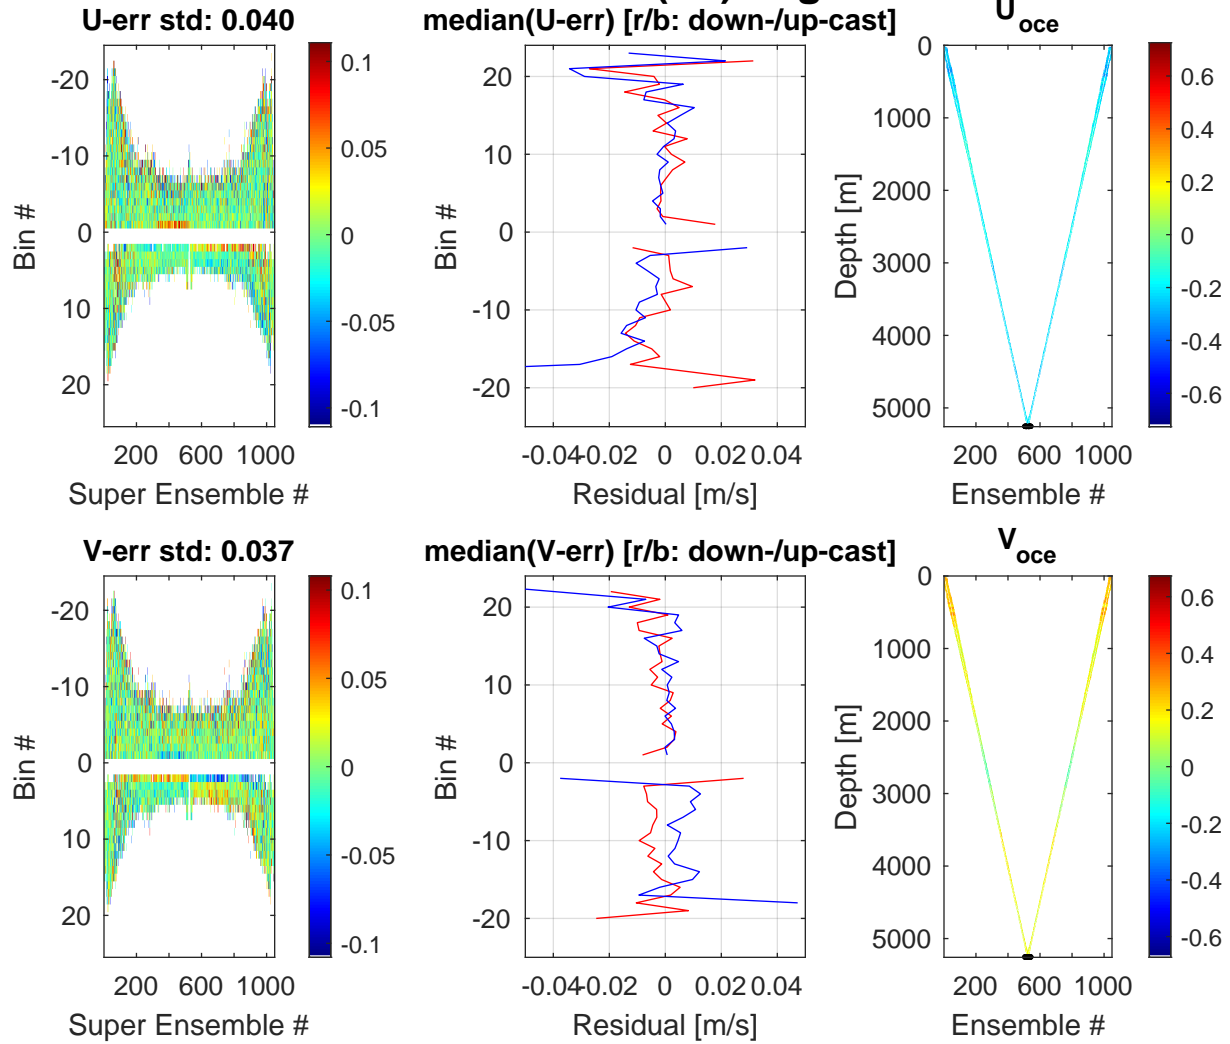 U-err std: 0.040
median(U-err) [r/b: down-/up-cast]
U oce
-20
-10
0
10
20
Bin #
200 600 1000
Super Ensemble #
0.1
0.05
0
-0.05
-0.1
20
10
0
-10
-20
Bin #
-0.04 -0.02 0 0.02 0.04
Residual [m/s]
0
1000
2000
3000
4000
5000
Depth [m]
200 600 1000
Ensemble #
0.6
0.4
0.2
0
-0.2
-0.4
-0.6
V-err std: 0.037
median(V-err) [r/b: down-/up-cast]
V oce
-20
-10
0
10
20
Bin #
200 600 1000
Super Ensemble #
0.1
0.05
0
-0.05
-0.1
20
10
0
-10
-20
Bin #
-0.04 -0.02 0 0.02 0.04
Residual [m/s]
0
1000
2000
3000
4000
5000
Depth [m]
200 600 1000
Ensemble #
0.6
0.4
0.2
0
-0.2
-0.4
-0.6